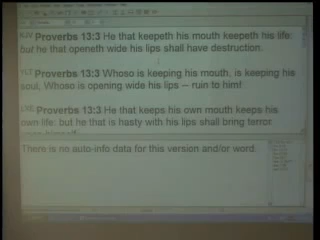 KJV Proverbs 13:3 He that keepeth his mouth keepeth his life:
but he that openeth wide his lips shall have destruction.
YLT Proverbs 13:3 Whoso is keeping his mouth, is keeping his
soul, Whoso is opening wide his lips -- ruin to him!
Proverbs 13:3 He that keeps his own mouth keeps his
own life: but he that is hasty with his lips shall bring terror
There is no auto-info data for this version and/or word.